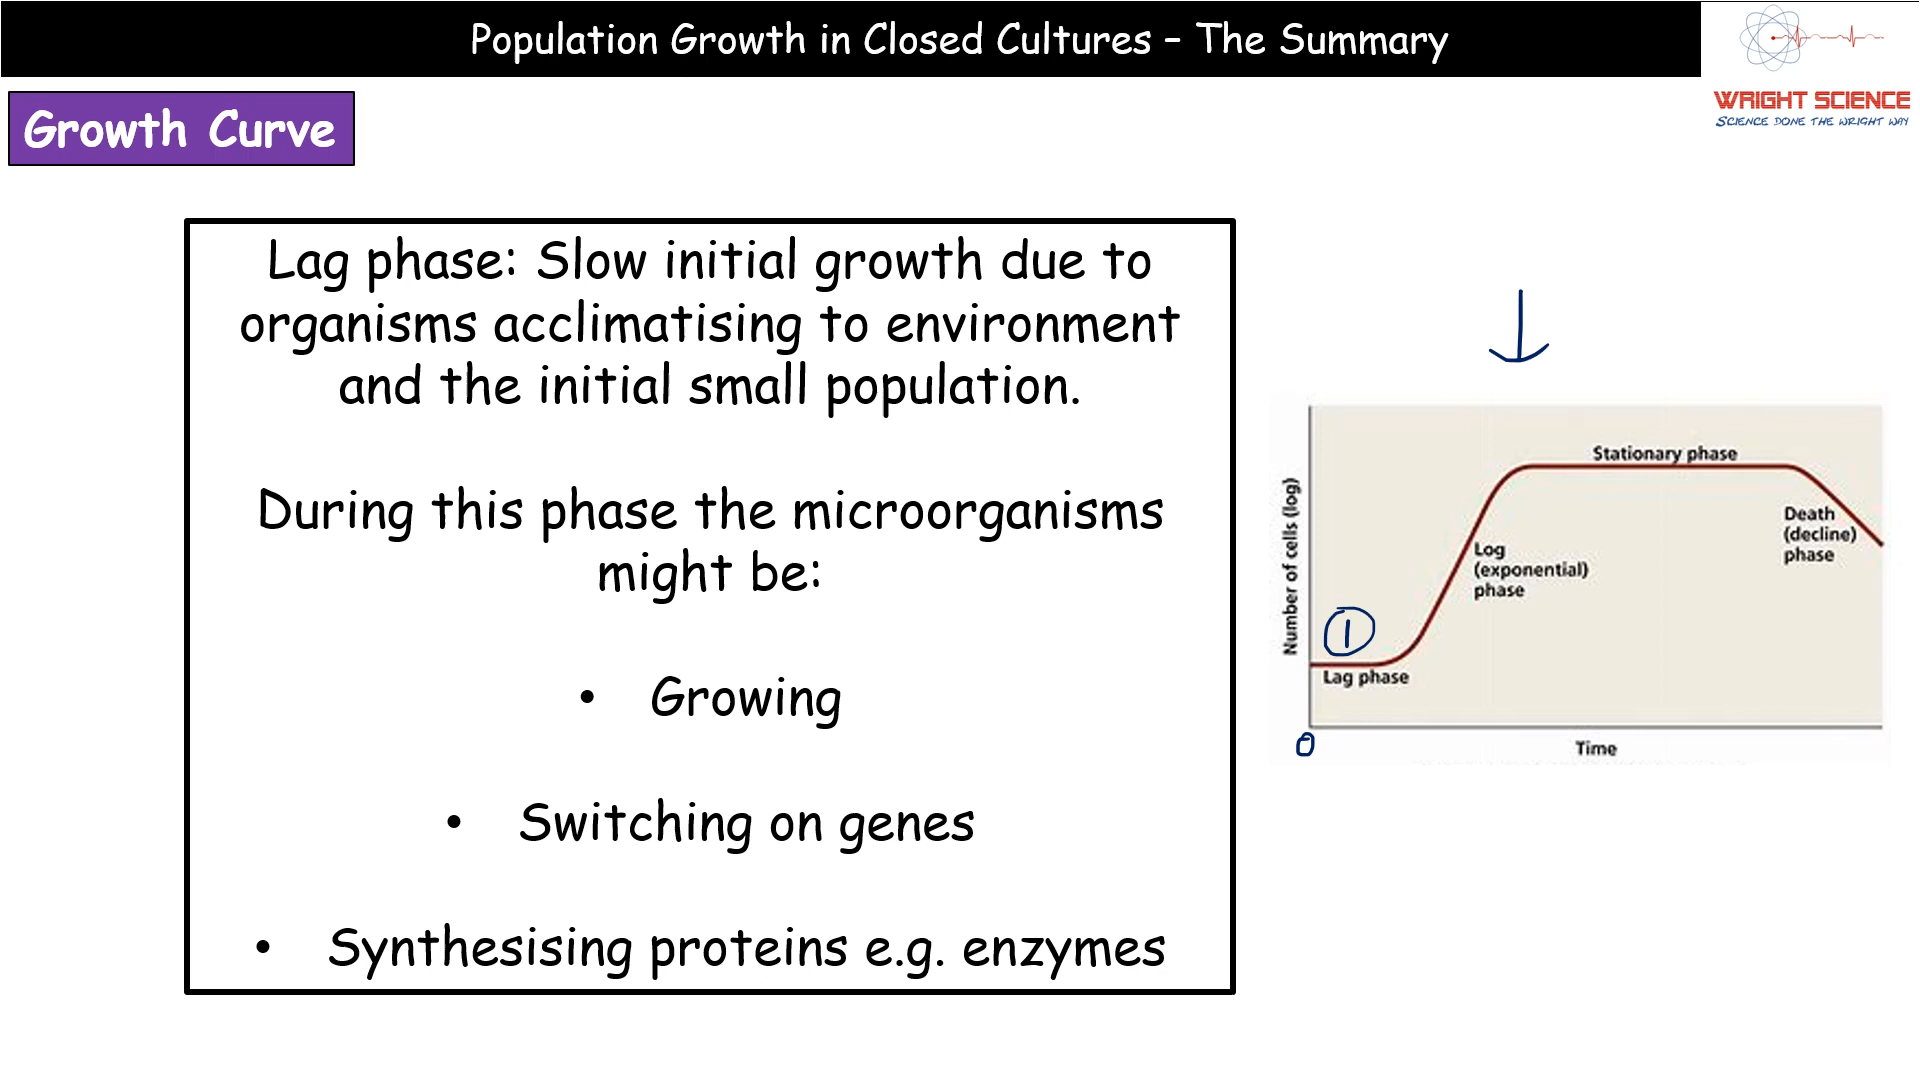 Population Growth in Closed Cultures – The Summary
WRIGHT SCIENCE
SCIENCE DONE THE WRIGHT WAY
Growth Curve
Lag phase: Slow initial growth due to
organisms acclimatising to environment
and the initial small population.
During this phase the microorganisms
might be:
• Growing
• Switching on genes
• Synthesising proteins e.g. enzymes
Number of cells (log)
Stationary phase
Death
(decline)
phase
Log
(exponential)
phase
1
Lag phase
0
Time